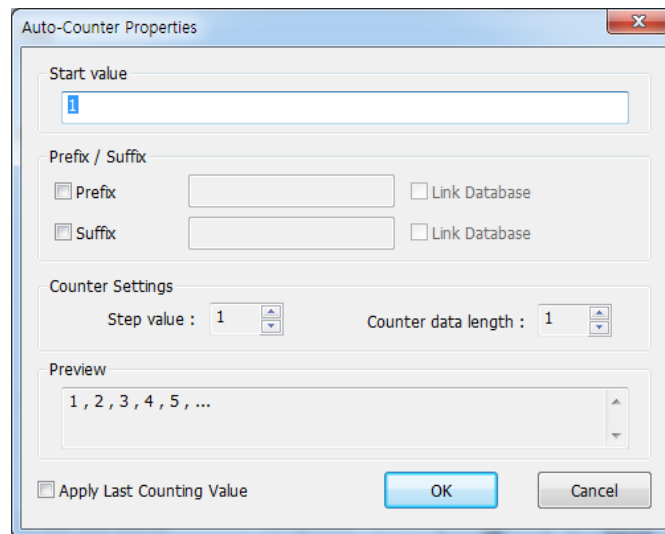 Auto-Counter Properties
Start value
1
Prefix / Suffix
Prefix Link Database
Suffix Link Database
Counter Settings
Step value : 1 Counter data length : 1
Preview
1 , 2 , 3 , 4 , 5 , ...
Apply Last Counting Value OK Cancel